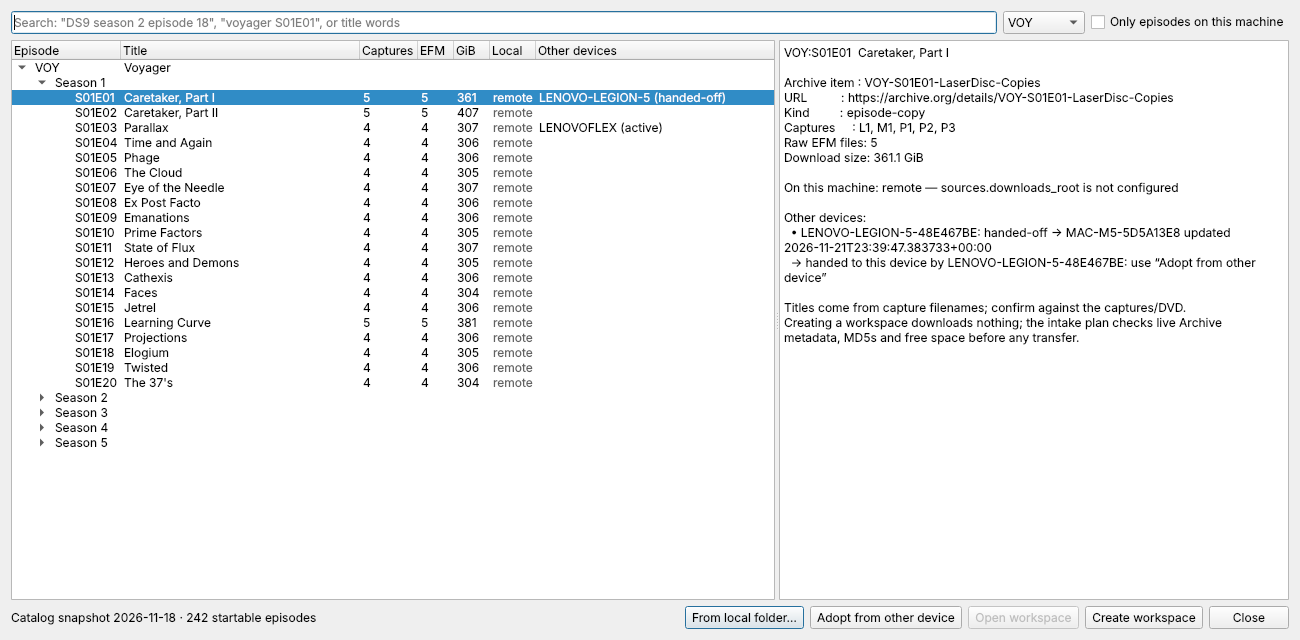 Search: "DS9 season 2 episode 18", "voyager S01E01", or title words
VOY
Only episodes on this machine
Episode Title Captures EFM GiB Local Other devices
VOY Voyager
Season 1
S01E01 Caretaker, Part I 5 5 361 remote LENOVO-LEGION-5 (handed-off)
S01E02 Caretaker, Part II 5 5 407 remote
S01E03 Parallax 4 4 307 remote LENOVOFLEX (active)
S01E04 Time and Again 4 4 306 remote
S01E05 Phage 4 4 306 remote
S01E06 The Cloud 4 4 305 remote
S01E07 Eye of the Needle 4 4 307 remote
S01E08 Ex Post Facto 4 4 306 remote
S01E09 Emanations 4 4 306 remote
S01E10 Prime Factors 4 4 305 remote
S01E11 State of Flux 4 4 307 remote
S01E12 Heroes and Demons 4 4 305 remote
S01E13 Cathexis 4 4 306 remote
S01E14 Faces 4 4 304 remote
S01E15 Jetrel 4 4 306 remote
S01E16 Learning Curve 5 5 381 remote
S01E17 Projections 4 4 306 remote
S01E18 Elogium 4 4 305 remote
S01E19 Twisted 4 4 306 remote
S01E20 The 37's 4 4 304 remote
Season 2
Season 3
Season 4
Season 5
VOY:S01E01 Caretaker, Part I
Archive item : VOY-S01E01-LaserDisc-Copies
URL : https://archive.org/details/VOY-S01E01-LaserDisc-Copies
Kind : episode-copy
Captures : L1, M1, P1, P2, P3
Raw EFM files: 5
Download size: 361.1 GiB
On this machine: remote — sources.downloads_root is not configured
Other devices:
• LENOVO-LEGION-5-48E467BE: handed-off → MAC-M5-5D5A13E8 updated
2026-11-21T23:39:47.383733+00:00
→ handed to this device by LENOVO-LEGION-5-48E467BE: use “Adopt from other
device”
Titles come from capture filenames; confirm against the captures/DVD.
Creating a workspace downloads nothing; the intake plan checks live Archive
metadata, MD5s and free space before any transfer.
Catalog snapshot 2026-11-18 · 242 startable episodes
From local folder...
Adopt from other device
Open workspace
Create workspace
Close